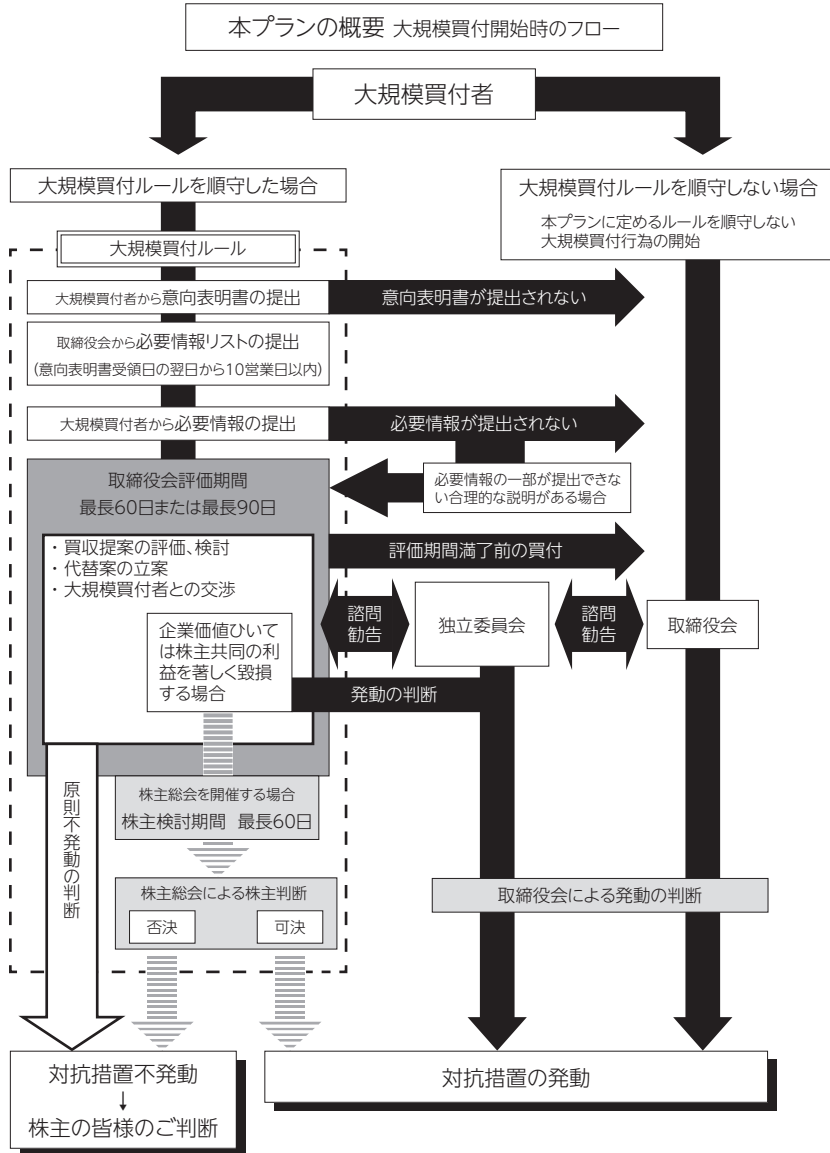 本プランの概要 大規模買付開始時のフロー
大規模買付者
大規模買付ルールを順守した場合
大規模買付ルールを順守しない場合
本プランに定めるルールを順守しない
大規模買付行為の開始
大規模買付ルール
大規模買付者から意向表明書の提出
意向表明書が提出されない
取締役会から必要情報リストの提出
(意向表明書受領日の翌日から10営業日以内)
大規模買付者から必要情報の提出
必要情報が提出されない
取締役会評価期間
最長60日または最長90日
必要情報の一部が提出できな
い合理的な説明がある場合
・買収提案の評価、検討
・代替案の立案
・大規模買付者との交渉
評価期間満了前の買付
企業価値ひいて
は株主共同の利
益を著しく毀損
する場合
諮問
勧告
独立委員会
諮問
勧告
取締役会
発動の判断
原則不発動の判断
株主総会を開催する場合
株主検討期間 最長60日
株主総会による株主判断
否決
可決
取締役会による発動の判断
対抗措置不発動
↓
株主の皆様のご判断
対抗措置の発動